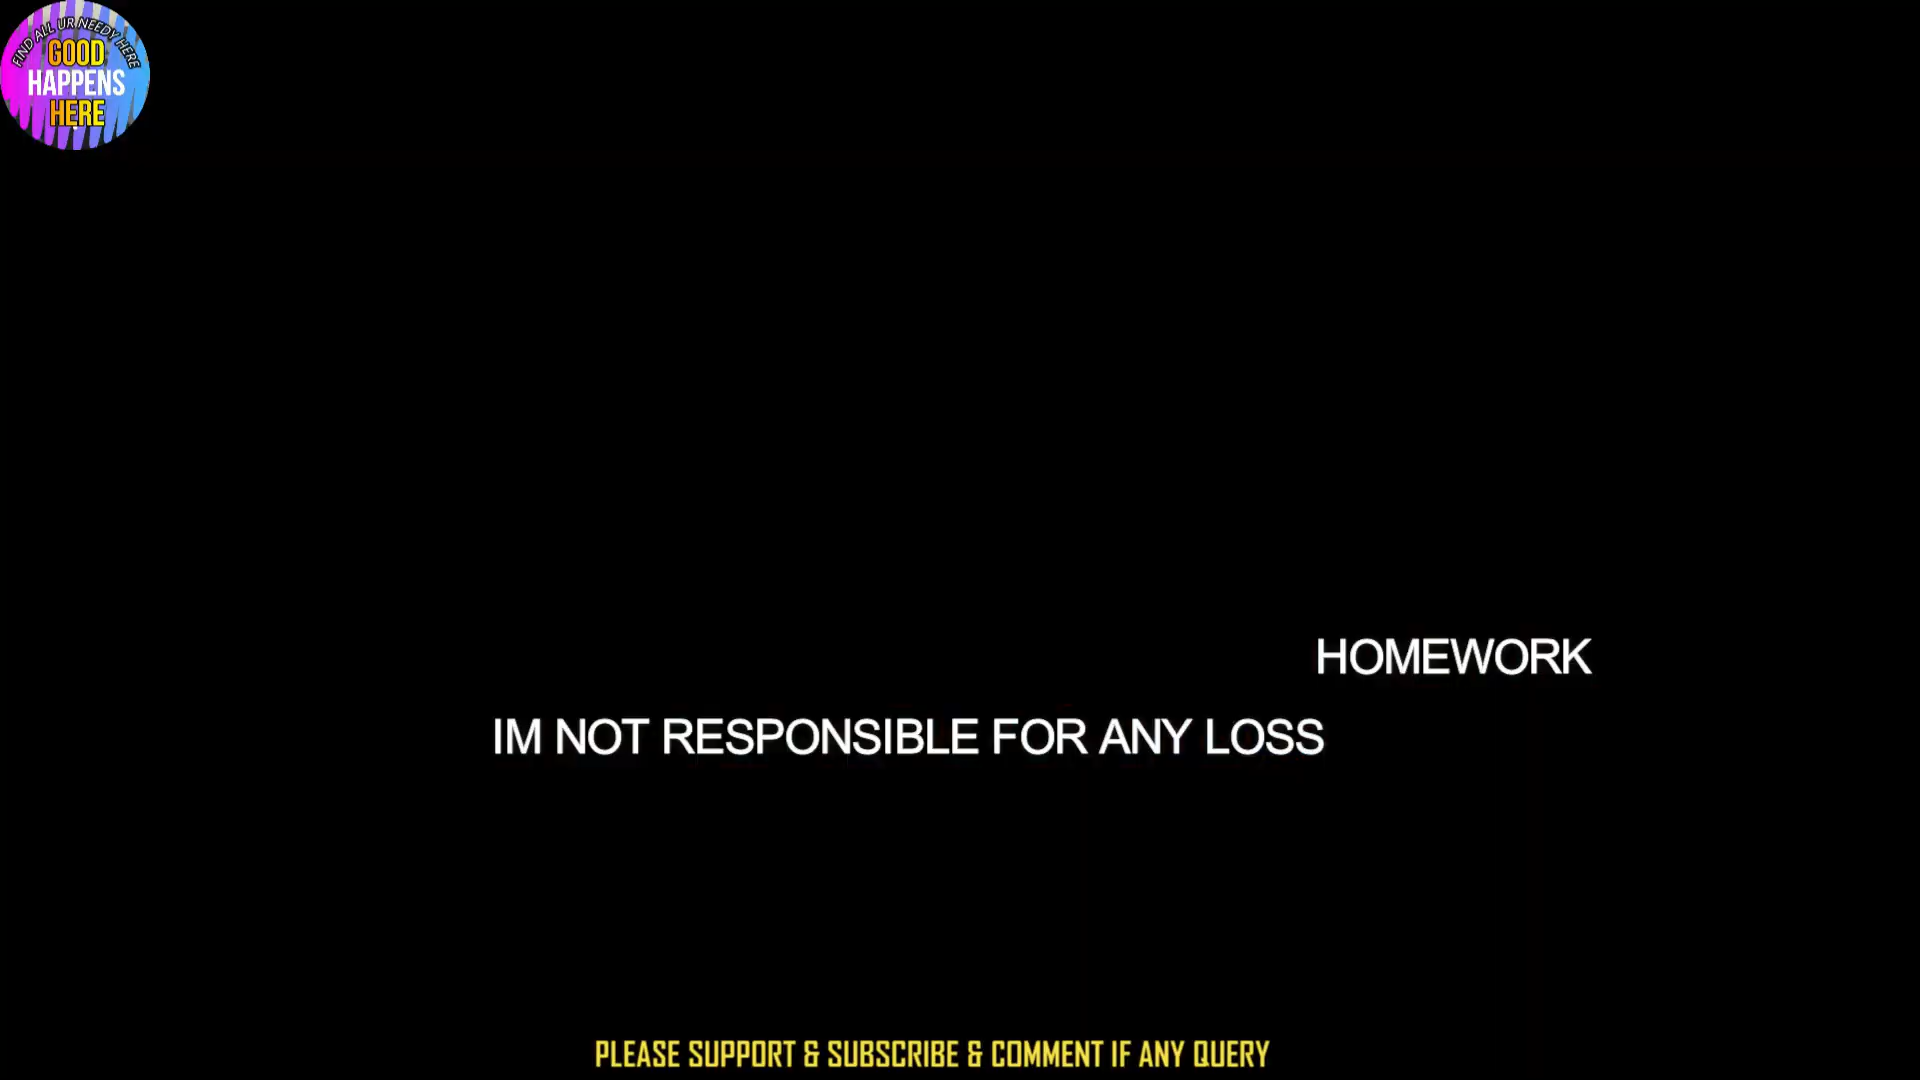 FIND ALL UR NEEDY HERE
GOOD
HAPPENS
HERE
HOMEWORK
IM NOT RESPONSIBLE FOR ANY LOSS
PLEASE SUPPORT & SUBSCRIBE & COMMENT IF ANY QUERY